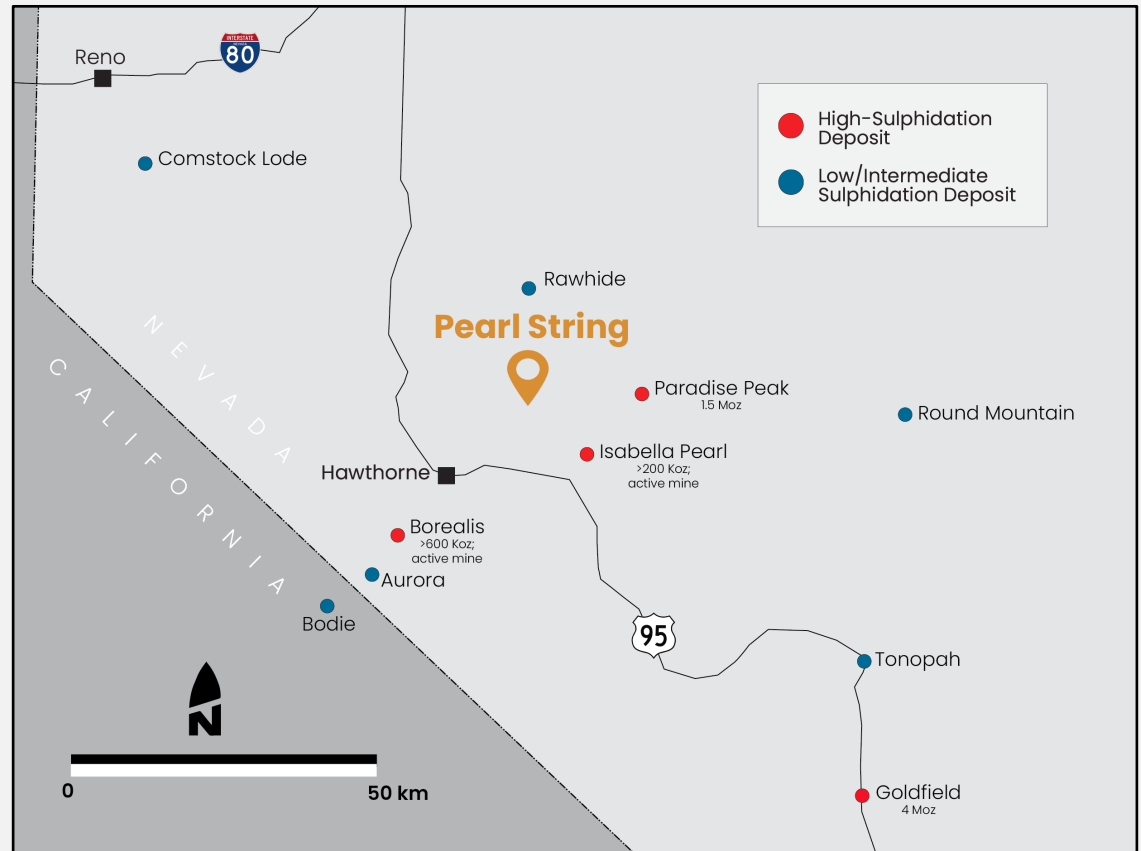 Reno
INTERSTATE
80
High-Sulphidation
Deposit
Low/Intermediate
Sulphidation Deposit
Comstock Lode
Rawhide
Pearl String
NEVADA
CALIFORNIA
Paradise Peak
1.5 Moz
Round Mountain
Isabella Pearl
>200 Koz;
active mine
Hawthorne
Borealis
>600 Koz;
active mine
Aurora
Bodie
95
Tonopah
N
0
50 km
Goldfield
4 Moz